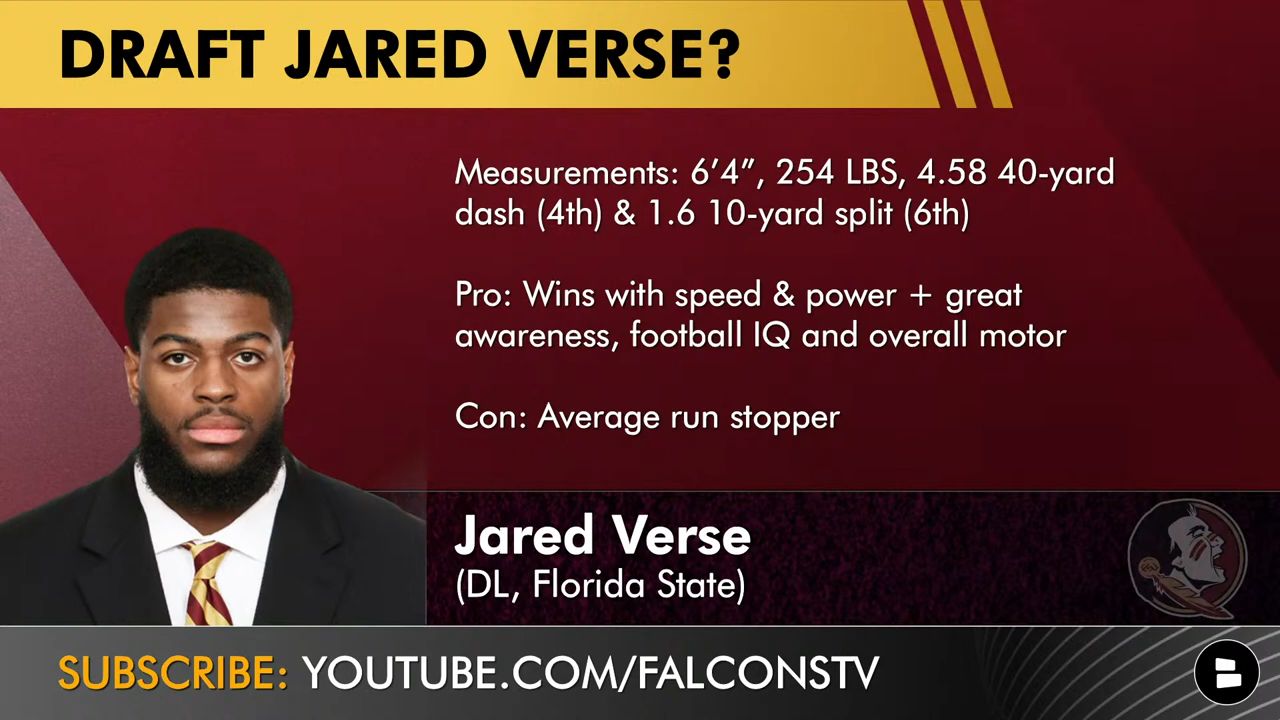 DRAFT JARED VERSE?
Measurements: 6’4”, 254 LBS, 4.58 40-yard
dash (4th) & 1.6 10-yard split (6th)
Pro: Wins with speed & power + great
awareness, football IQ and overall motor
Con: Average run stopper
Jared Verse
(DL, Florida State)
SUBSCRIBE: YOUTUBE.COM/FALCONSTV